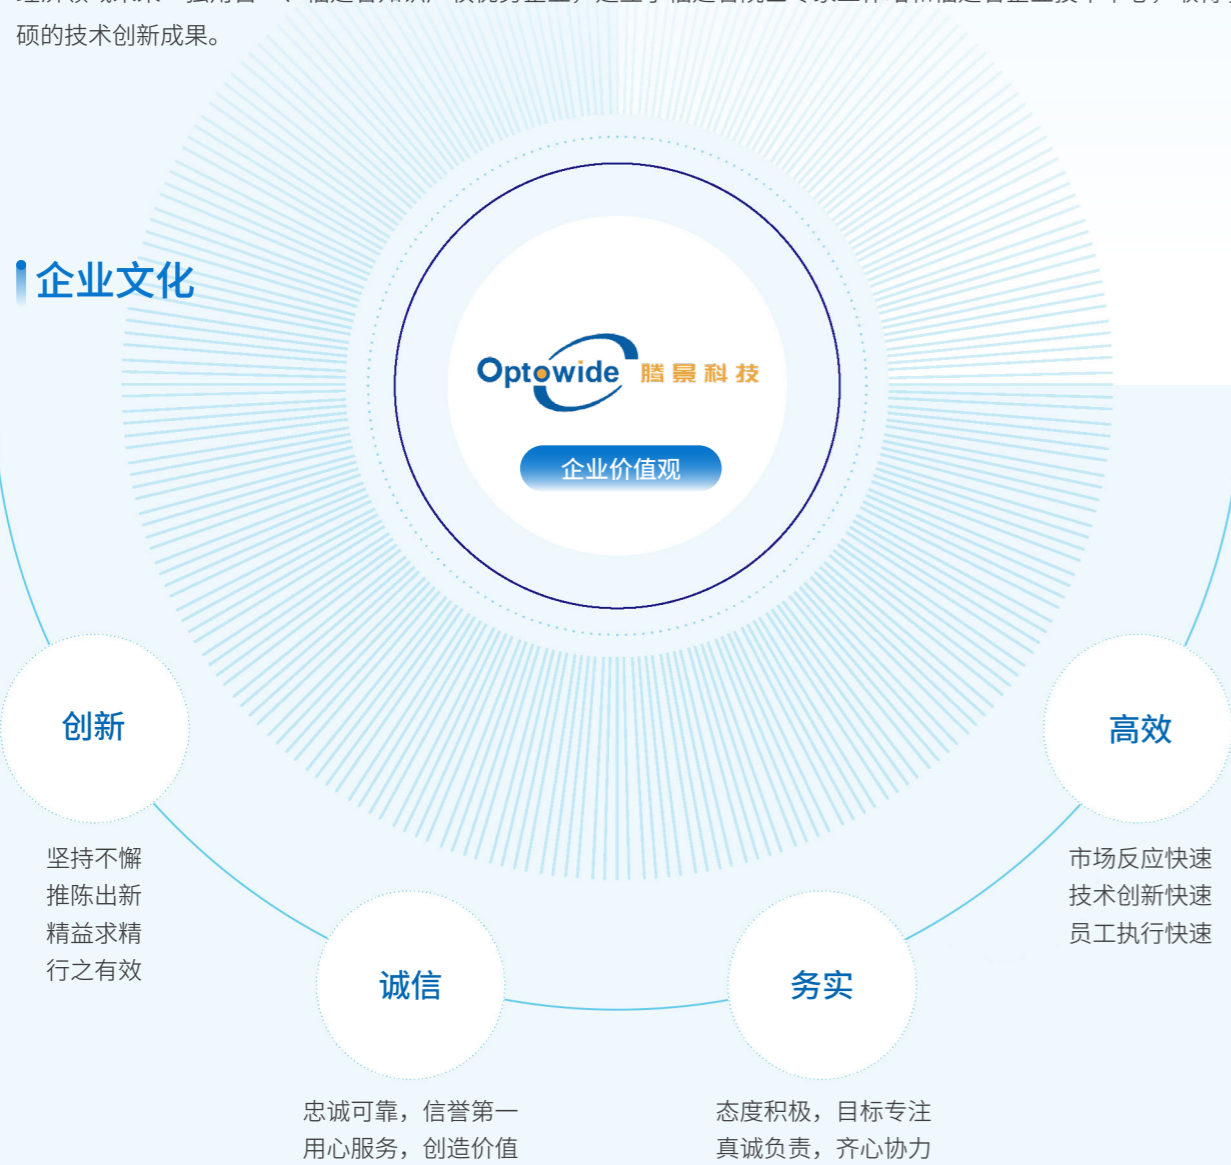 硕的技术创新成果。
企业文化
Optowide 腾景科技
企业价值观
创新
坚持不懈
推陈出新
精益求精
行之有效
诚信
忠诚可靠，信誉第一
用心服务，创造价值
务实
态度积极，目标专注
真诚负责，齐心协力
高效
市场反应快速
技术创新快速
员工执行快速